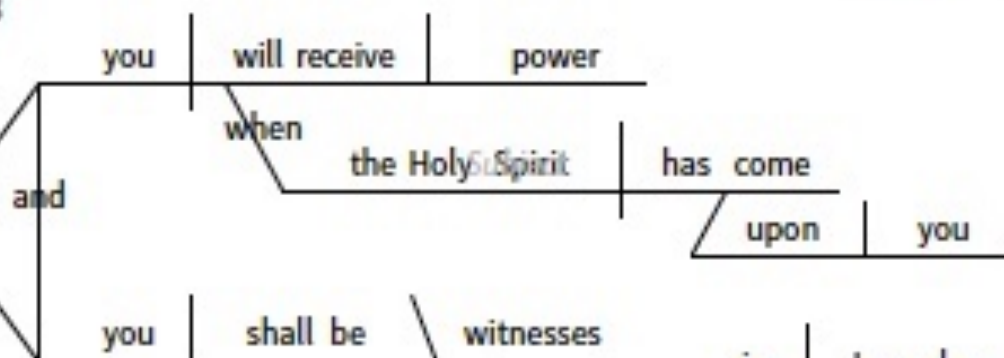 you will receive power
when
the Holy Spirit has come
and
upon you
you shall be witnesses